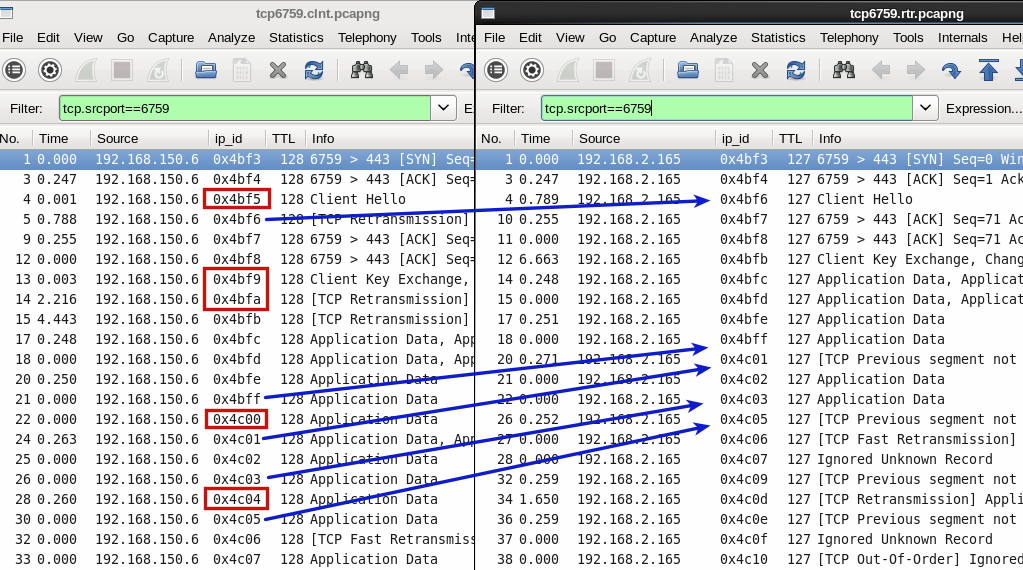 tcp6759.clnt.pcapng
File Edit View Go Capture Analyze Statistics Telephony Tools Int
Filter: tcp.srcport==6759 E
No. Time Source ip_id TTL Info
1 0.000 192.168.150.6 0x4bf3 128 6759 > 443 [SYN] Seq=
3 0.247 192.168.150.6 0x4bf4 128 6759 > 443 [ACK] Seq=
4 0.001 192.168.150.6 0x4bf5 128 Client Hello
5 0.788 192.168.150.6 0x4bf6 128 [TCP Retransmission]
9 0.255 192.168.150.6 0x4bf7 128 6759 > 443 [ACK] Seq=
12 0.000 192.168.150.6 0x4bf8 128 6759 > 443 [ACK] Seq=
13 0.003 192.168.150.6 0x4bf9 128 Client Key Exchange,
14 2.216 192.168.150.6 0x4bfa 128 [TCP Retransmission]
15 4.443 192.168.150.6 0x4bfb 128 [TCP Retransmission]
17 0.248 192.168.150.6 0x4bfc 128 Application Data, App
18 0.000 192.168.150.6 0x4bfd 128 Application Data, App
20 0.250 192.168.150.6 0x4bfe 128 Application Data
21 0.000 192.168.150.6 0x4bff 128 Application Data
22 0.000 192.168.150.6 0x4c00 128 Application Data
24 0.263 192.168.150.6 0x4c01 128 Application Data, App
25 0.000 192.168.150.6 0x4c02 128 Application Data
26 0.000 192.168.150.6 0x4c03 128 Application Data
28 0.260 192.168.150.6 0x4c04 128 Application Data
30 0.000 192.168.150.6 0x4c05 128 Application Data
32 0.000 192.168.150.6 0x4c06 128 [TCP Fast Retransmiss
33 0.000 192.168.150.6 0x4c07 128 Application Data
tcp6759.rtr.pcapng
File Edit View Go Capture Analyze Statistics Telephony Tools Internals Hel
Filter: tcp.srcport==6759 Expression...
No. Time Source ip_id TTL Info
1 0.000 192.168.2.165 0x4bf3 127 6759 > 443 [SYN] Seq=0 Win
3 0.247 192.168.2.165 0x4bf4 127 6759 > 443 [ACK] Seq=1 Ack
4 0.789 192.168.2.165 0x4bf6 127 Client Hello
10 0.255 192.168.2.165 0x4bf7 127 6759 > 443 [ACK] Seq=71 Ac
11 0.000 192.168.2.165 0x4bf8 127 6759 > 443 [ACK] Seq=71 Ac
12 6.663 192.168.2.165 0x4bfb 127 Client Key Exchange, Chang
14 0.248 192.168.2.165 0x4bfc 127 Application Data, Applicat
15 0.000 192.168.2.165 0x4bfd 127 Application Data, Applicat
17 0.251 192.168.2.165 0x4bfe 127 Application Data
18 0.000 192.168.2.165 0x4bff 127 Application Data
20 0.271 192.168.2.165 0x4c01 127 [TCP Previous segment not
21 0.000 192.168.2.165 0x4c02 127 Application Data
22 0.000 192.168.2.165 0x4c03 127 Application Data
26 0.252 192.168.2.165 0x4c05 127 [TCP Previous segment not
27 0.000 192.168.2.165 0x4c06 127 [TCP Fast Retransmission]
28 0.000 192.168.2.165 0x4c07 127 Ignored Unknown Record
32 0.259 192.168.2.165 0x4c09 127 [TCP Previous segment not
34 1.650 192.168.2.165 0x4c0d 127 [TCP Retransmission] Appli
36 0.259 192.168.2.165 0x4c0e 127 [TCP Previous segment not
37 0.000 192.168.2.165 0x4c0f 127 Ignored Unknown Record
38 0.000 192.168.2.165 0x4c10 127 [TCP Out-Of-Order] Ignored